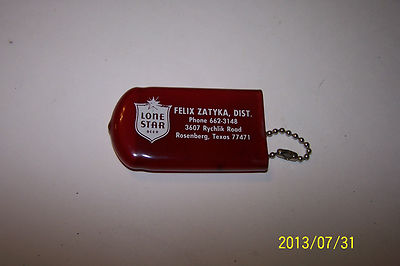 LONE
STAR
BEER
FELIX ZATYKA, DIST.
Phone 662-3148
3607 Rychlik Road
Rosenberg, Texas 77471
2013/07/31